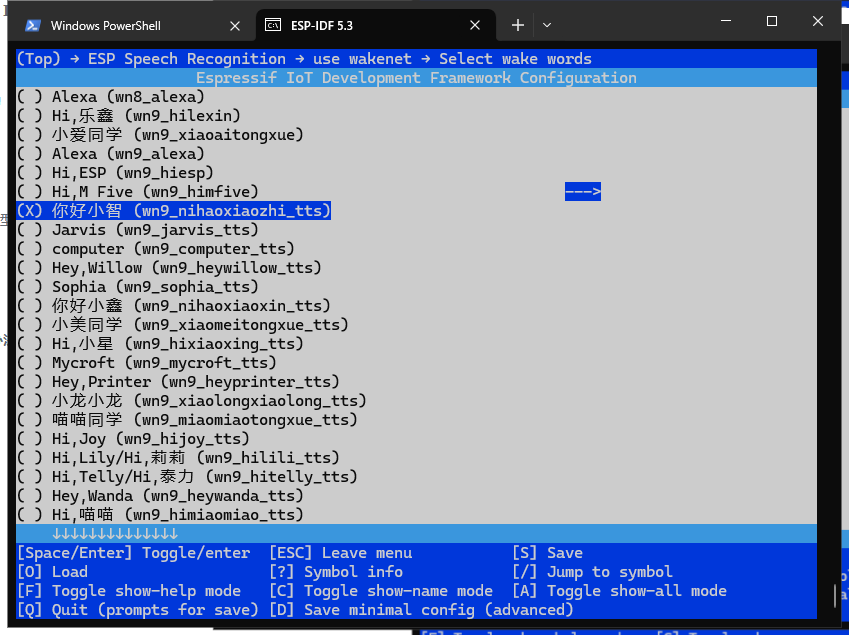 Windows PowerShell
ESP-IDF 5.3
(Top) → ESP Speech Recognition → use wakenet → Select wake words
Espressif IoT Development Framework Configuration
( ) Alexa (wn8_alexa)
( ) Hi,乐鑫 (wn9_hilexin)
( ) 小爱同学 (wn9_xiaoaitongxue)
( ) Alexa (wn9_alexa)
( ) Hi,ESP (wn9_hiesp)
( ) Hi,M Five (wn9_himfive) --->
(X) 你好小智 (wn9_nihaoxiaozhi_tts)
( ) Jarvis (wn9_jarvis_tts)
( ) computer (wn9_computer_tts)
( ) Hey,Willow (wn9_heywillow_tts)
( ) Sophia (wn9_sophia_tts)
( ) 你好小鑫 (wn9_nihaoxiaoxin_tts)
( ) 小美同学 (wn9_xiaomeitongxue_tts)
( ) Hi,小星 (wn9_hixiaoxing_tts)
( ) Mycroft (wn9_mycroft_tts)
( ) Hey,Printer (wn9_heyprinter_tts)
( ) 小龙小龙 (wn9_xiaolongxiaolong_tts)
( ) 喵喵同学 (wn9_miaomiaotongxue_tts)
( ) Hi,Joy (wn9_hijoy_tts)
( ) Hi,Lily/Hi,莉莉 (wn9_hilili_tts)
( ) Hi,Telly/Hi,泰力 (wn9_hitelly_tts)
( ) Hey,Wanda (wn9_heywanda_tts)
( ) Hi,喵喵 (wn9_himiaomiao_tts)
↓↓↓↓↓↓↓↓↓↓↓↓↓↓
[Space/Enter] Toggle/enter [ESC] Leave menu [S] Save
[O] Load [?] Symbol info [/] Jump to symbol
[F] Toggle show-help mode [C] Toggle show-name mode [A] Toggle show-all mode
[Q] Quit (prompts for save) [D] Save minimal config (advanced)